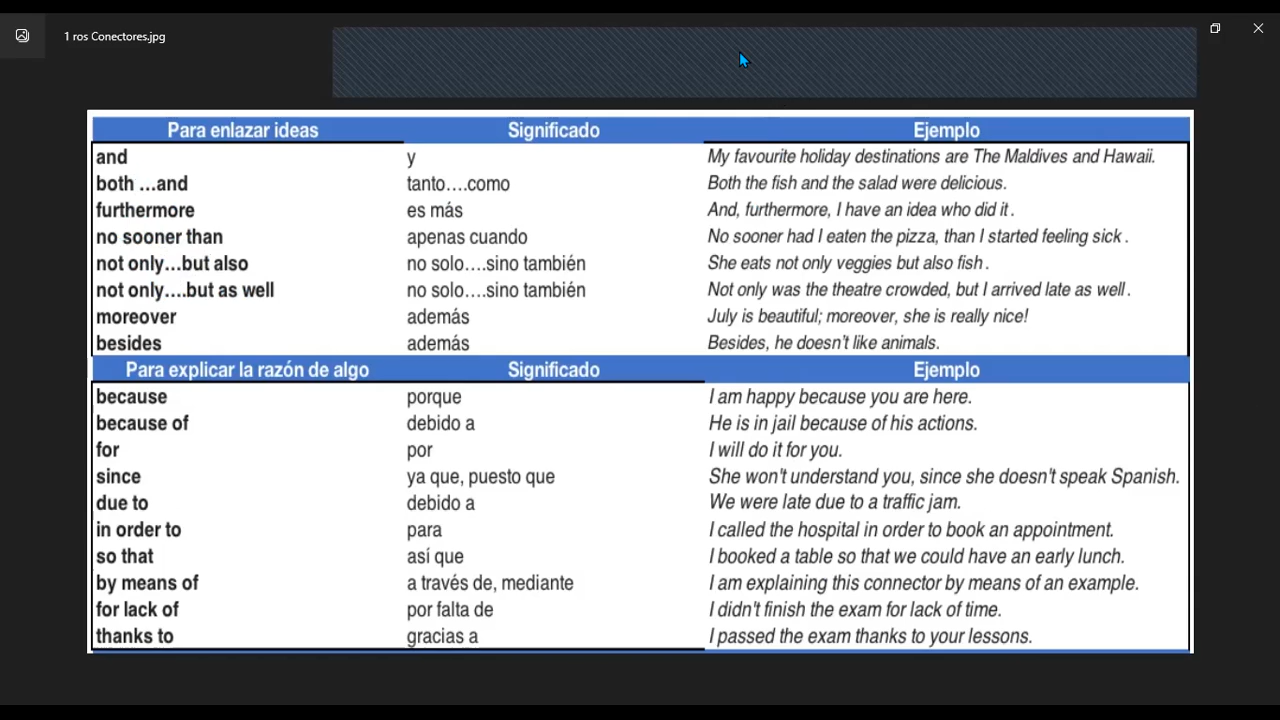 1 ros Conectores.jpg
Para enlazar ideas Significado Ejemplo
and y My favourite holiday destinations are The Maldives and Hawaii.
both ...and tanto....como Both the fish and the salad were delicious.
furthermore es más And, furthermore, I have an idea who did it .
no sooner than apenas cuando No sooner had I eaten the pizza, than I started feeling sick .
not only...but also no solo....sino también She eats not only veggies but also fish .
not only....but as well no solo....sino también Not only was the theatre crowded, but I arrived late as well .
moreover además July is beautiful; moreover, she is really nice!
besides además Besides, he doesn't like animals.
Para explicar la razón de algo Significado Ejemplo
because porque I am happy because you are here.
because of debido a He is in jail because of his actions.
for por I will do it for you.
since ya que, puesto que She won't understand you, since she doesn't speak Spanish.
due to debido a We were late due to a traffic jam.
in order to para I called the hospital in order to book an appointment.
so that así que I booked a table so that we could have an early lunch.
by means of a través de, mediante I am explaining this connector by means of an example.
for lack of por falta de I didn't finish the exam for lack of time.
thanks to gracias a I passed the exam thanks to your lessons.